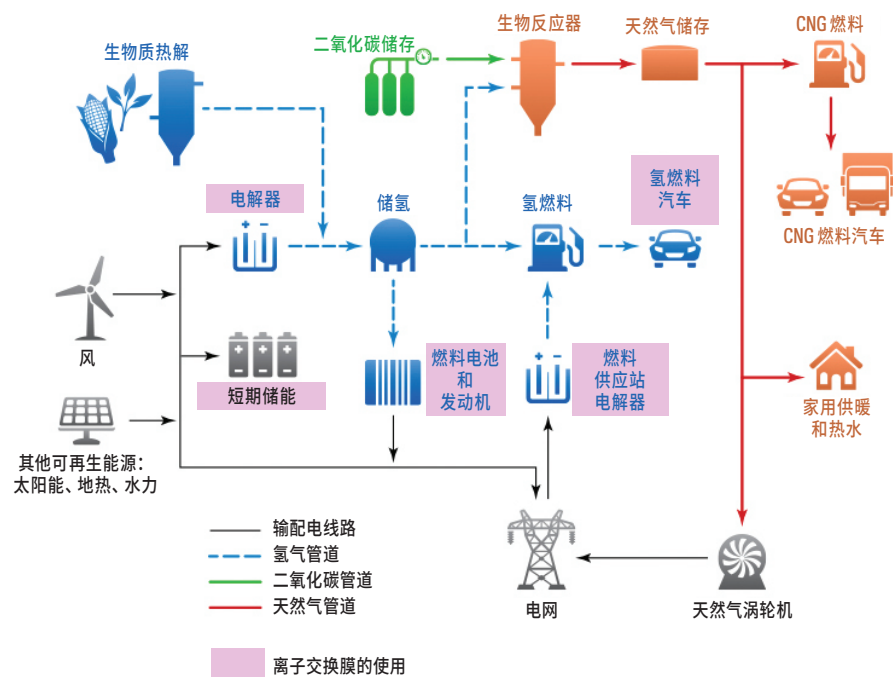 生物质热解
二氧化碳储存
生物反应器
天然气储存
CNG 燃料
电解器
储氢
氢燃料
氢燃料
汽车
CNG 燃料汽车
风
短期储能
燃料电池
和
发动机
燃料
供应站
电解器
家用供暖
和热水
其他可再生能源：
太阳能、地热、水力
输配电线路
氢气管道
二氧化碳管道
天然气管道
电网
天然气涡轮机
离子交换膜的使用